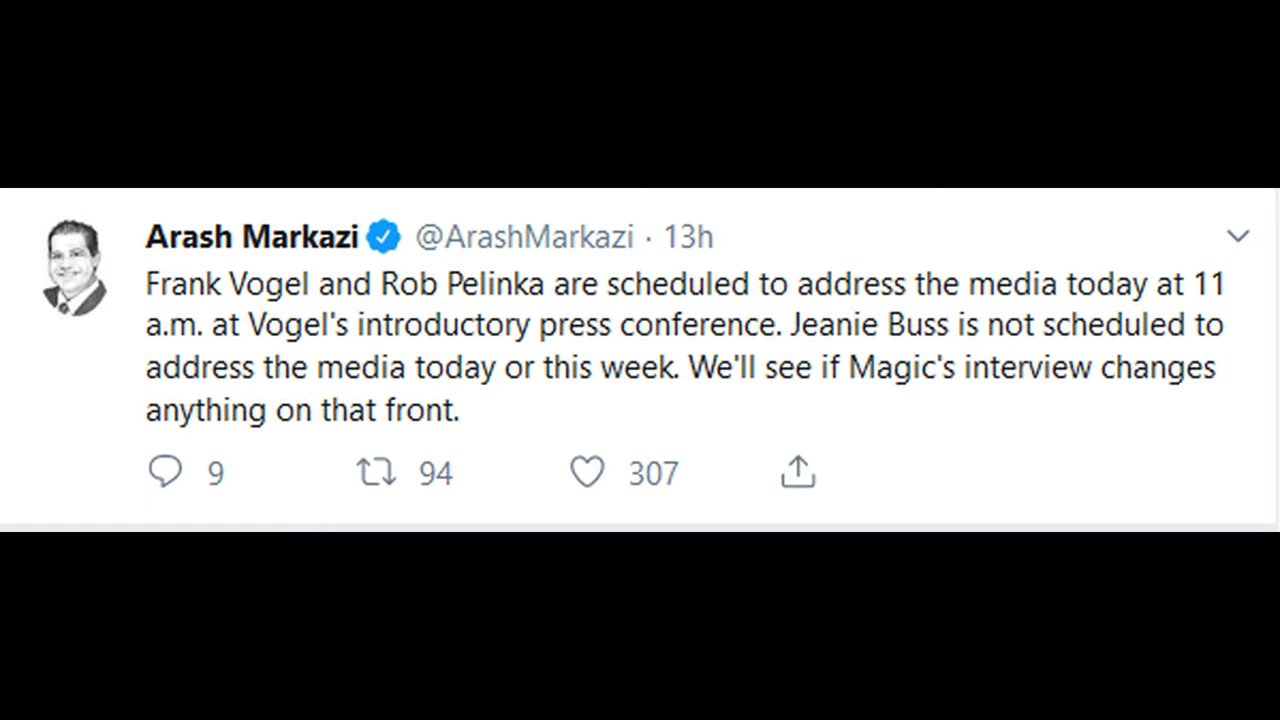 Arash Markazi @ArashMarkazi · 13h
Frank Vogel and Rob Pelinka are scheduled to address the media today at 11
a.m. at Vogel's introductory press conference. Jeanie Buss is not scheduled to
address the media today or this week. We'll see if Magic's interview changes
anything on that front.
9 94 307